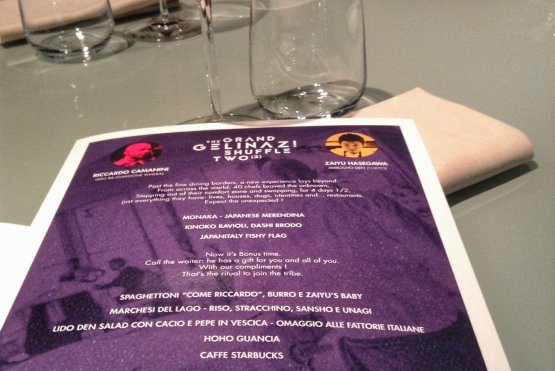 THE GRAND
GELINAZ!
SHUFFLE
TWO(2)
RICCARDO CAMANINI
ZAIYU HASEGAWA
Past the fine dining borders, a new experience lays beyond.
From across the world, 40 chefs braved the unknown.
Stepping out of their comfort zone and swapping, for 4 days 1/2,
just everything they have: lives, houses, dogs, identities and... restaurants.
Expect the unexpected !
MONAKA - JAPANESE MERENDINA
KINOKO RAVIOLI, DASHI BRODO
JAPANITALY FISHY FLAG
Now it's Bonus time.
Call the waiter: he has a gift for you and all of you.
With our compliments !
That's the ritual to join the tribe.
SPAGHETTONI "COME RICCARDO", BURRO E ZAIYU'S BABY
MARCHESI DEL LAGO - RISO, STRACCHINO, SANSHO E UNAGI
LIDO DEN SALAD CON CACIO E PEPE IN VESCICA - OMAGGIO ALLE FATTORIE ITALIANE
HOHO GUANCIA
CAFFE STARBUCKS